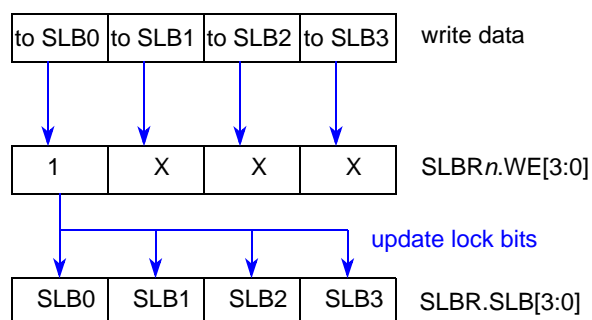 to SLB0 to SLB1 to SLB2 to SLB3 write data
1 X X X SLBRn.WE[3:0]
update lock bits
SLB0 SLB1 SLB2 SLB3 SLBR.SLB[3:0]